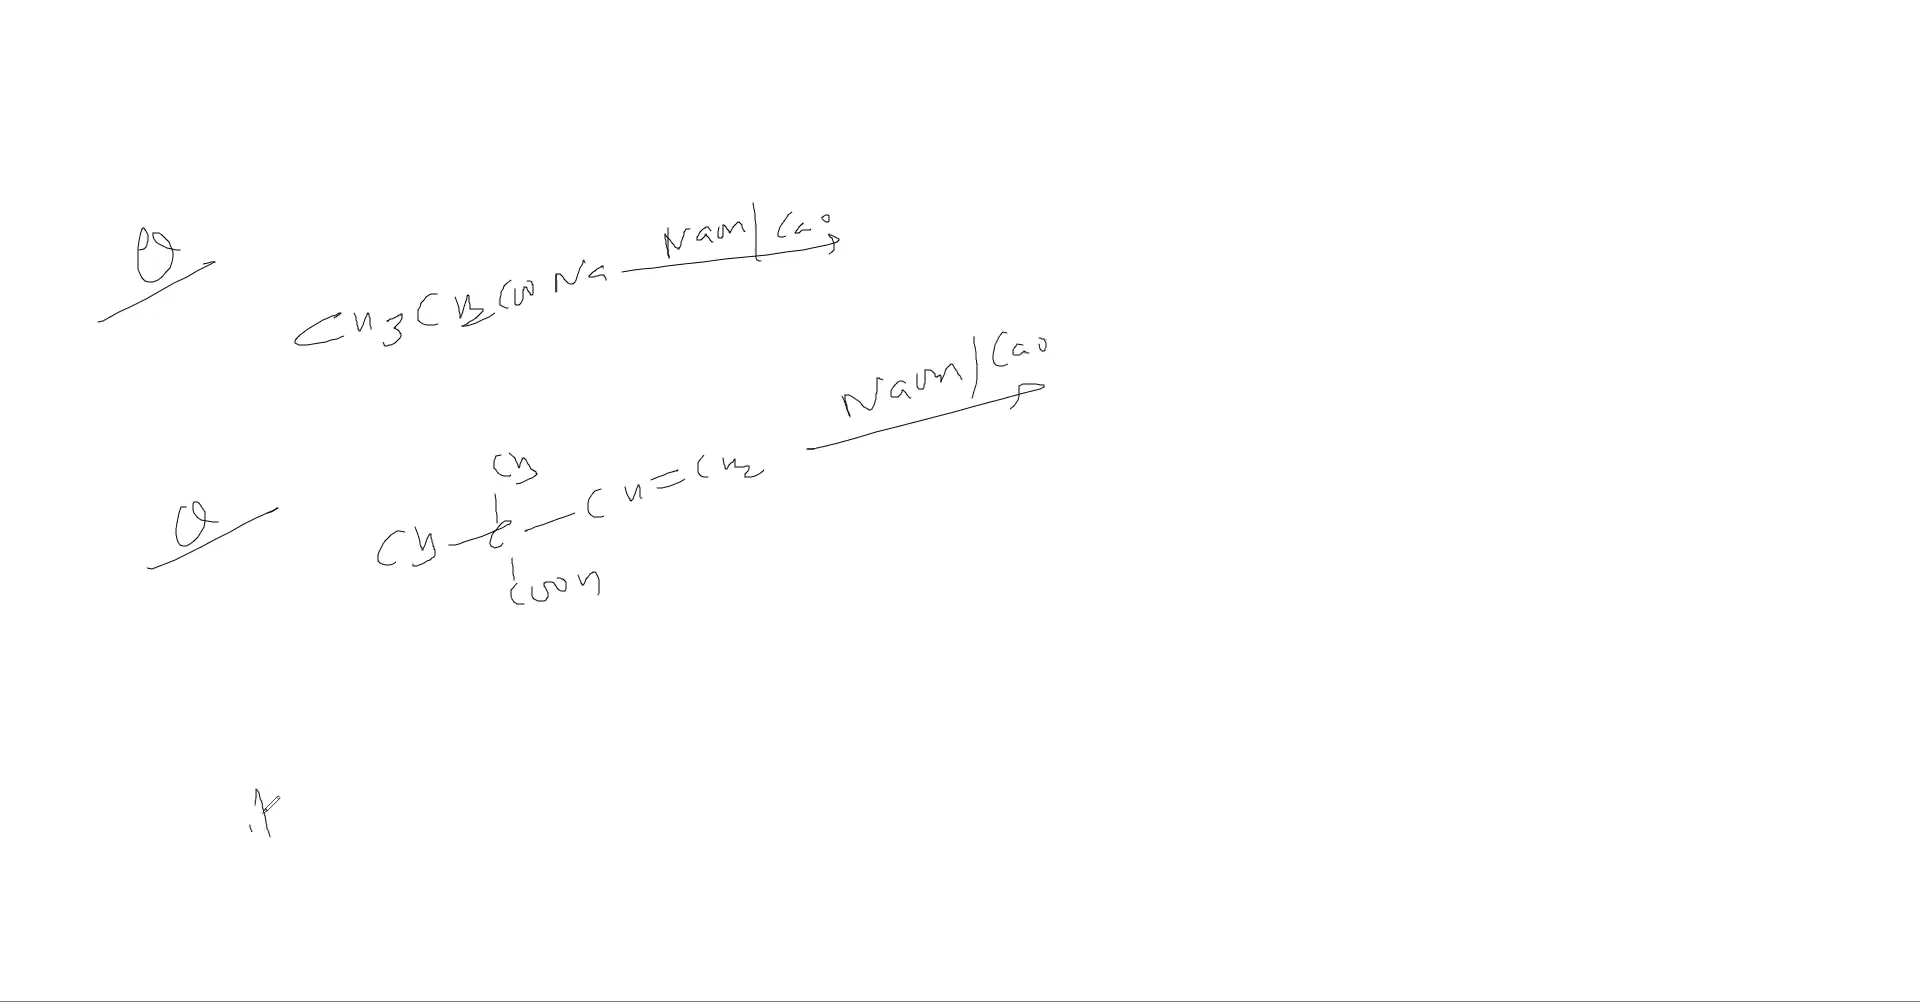 Q
NaOH/CaO
CH3CH2COONa
Q
NaOH/CaO
CH3
CH3-C-CH=CH2
COOH